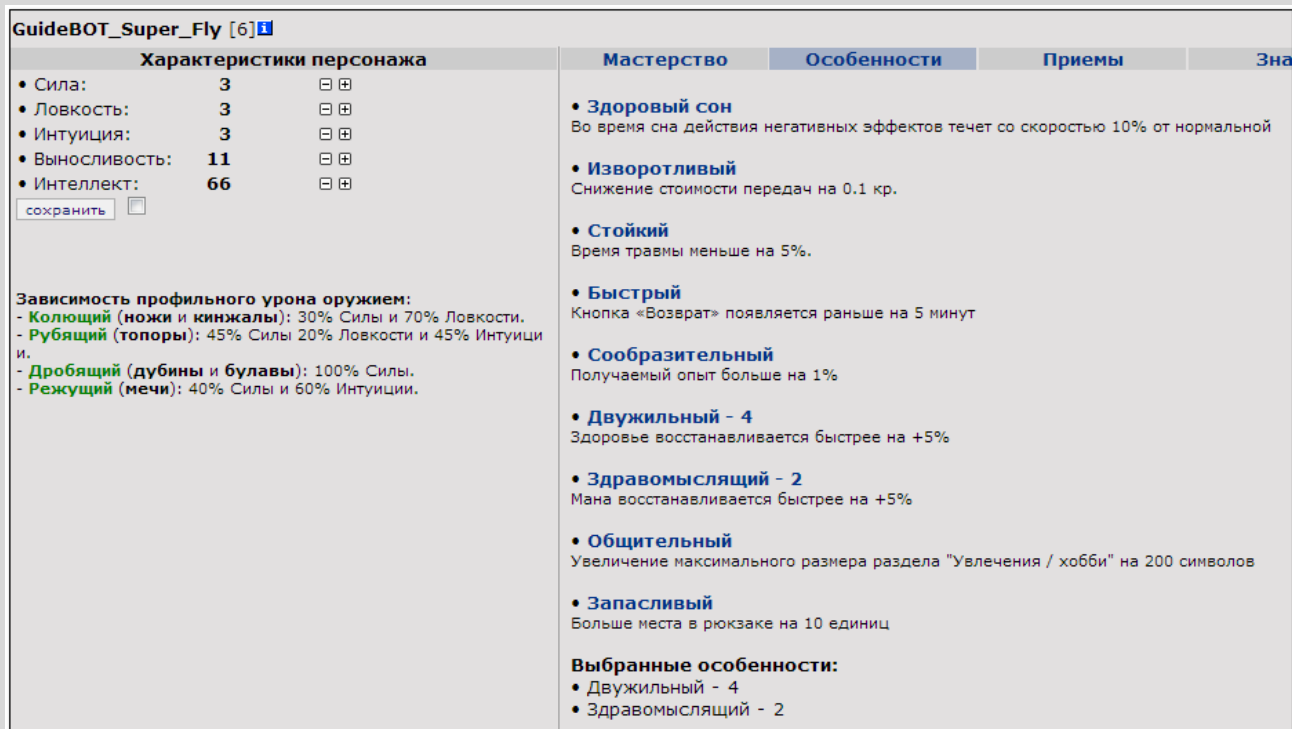 GuideBOT_Super_Fly [6]i
Характеристики персонажа
• Сила: 3
• Ловкость: 3
• Интуиция: 3
• Выносливость: 11
• Интеллект: 66
сохранить
Зависимость профильного урона оружием:
- Колющий (ножи и кинжалы): 30% Силы и 70% Ловкости.
- Рубящий (топоры): 45% Силы 20% Ловкости и 45% Интуици
и.
- Дробящий (дубины и булавы): 100% Силы.
- Режущий (мечи): 40% Силы и 60% Интуиции.
Мастерство Особенности Приемы Зна
• Здоровый сон
Во время сна действия негативных эффектов течет со скоростью 10% от нормальной
• Изворотливый
Снижение стоимости передач на 0.1 кр.
• Стойкий
Время травмы меньше на 5%.
• Быстрый
Кнопка «Возврат» появляется раньше на 5 минут
• Сообразительный
Получаемый опыт больше на 1%
• Двужильный - 4
Здоровье восстанавливается быстрее на +5%
• Здравомыслящий - 2
Мана восстанавливается быстрее на +5%
• Общительный
Увеличение максимального размера раздела "Увлечения / хобби" на 200 символов
• Запасливый
Больше места в рюкзаке на 10 единиц
Выбранные особенности:
• Двужильный - 4
• Здравомыслящий - 2